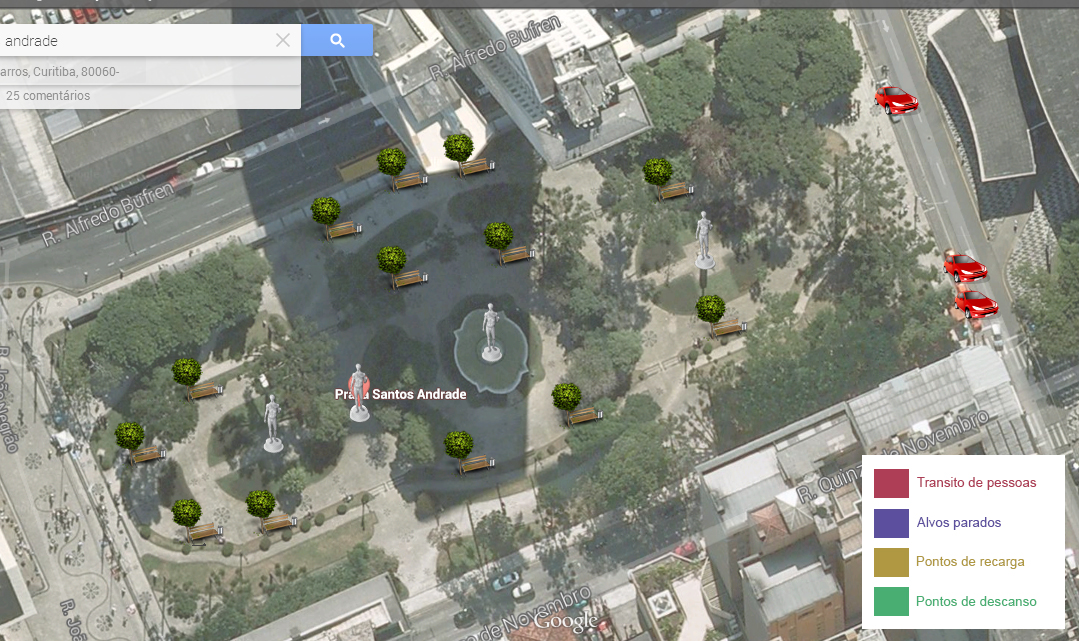 andrade
arros, Curitiba, 80060-
25 comentários
R. Alfredo Bufren
R. Alfredo Bufren
Praça Santos Andrade
R. Quinze de Novembro
Transito de pessoas
Alvos parados
Pontos de recarga
Pontos de descanso
de Novembro
Google